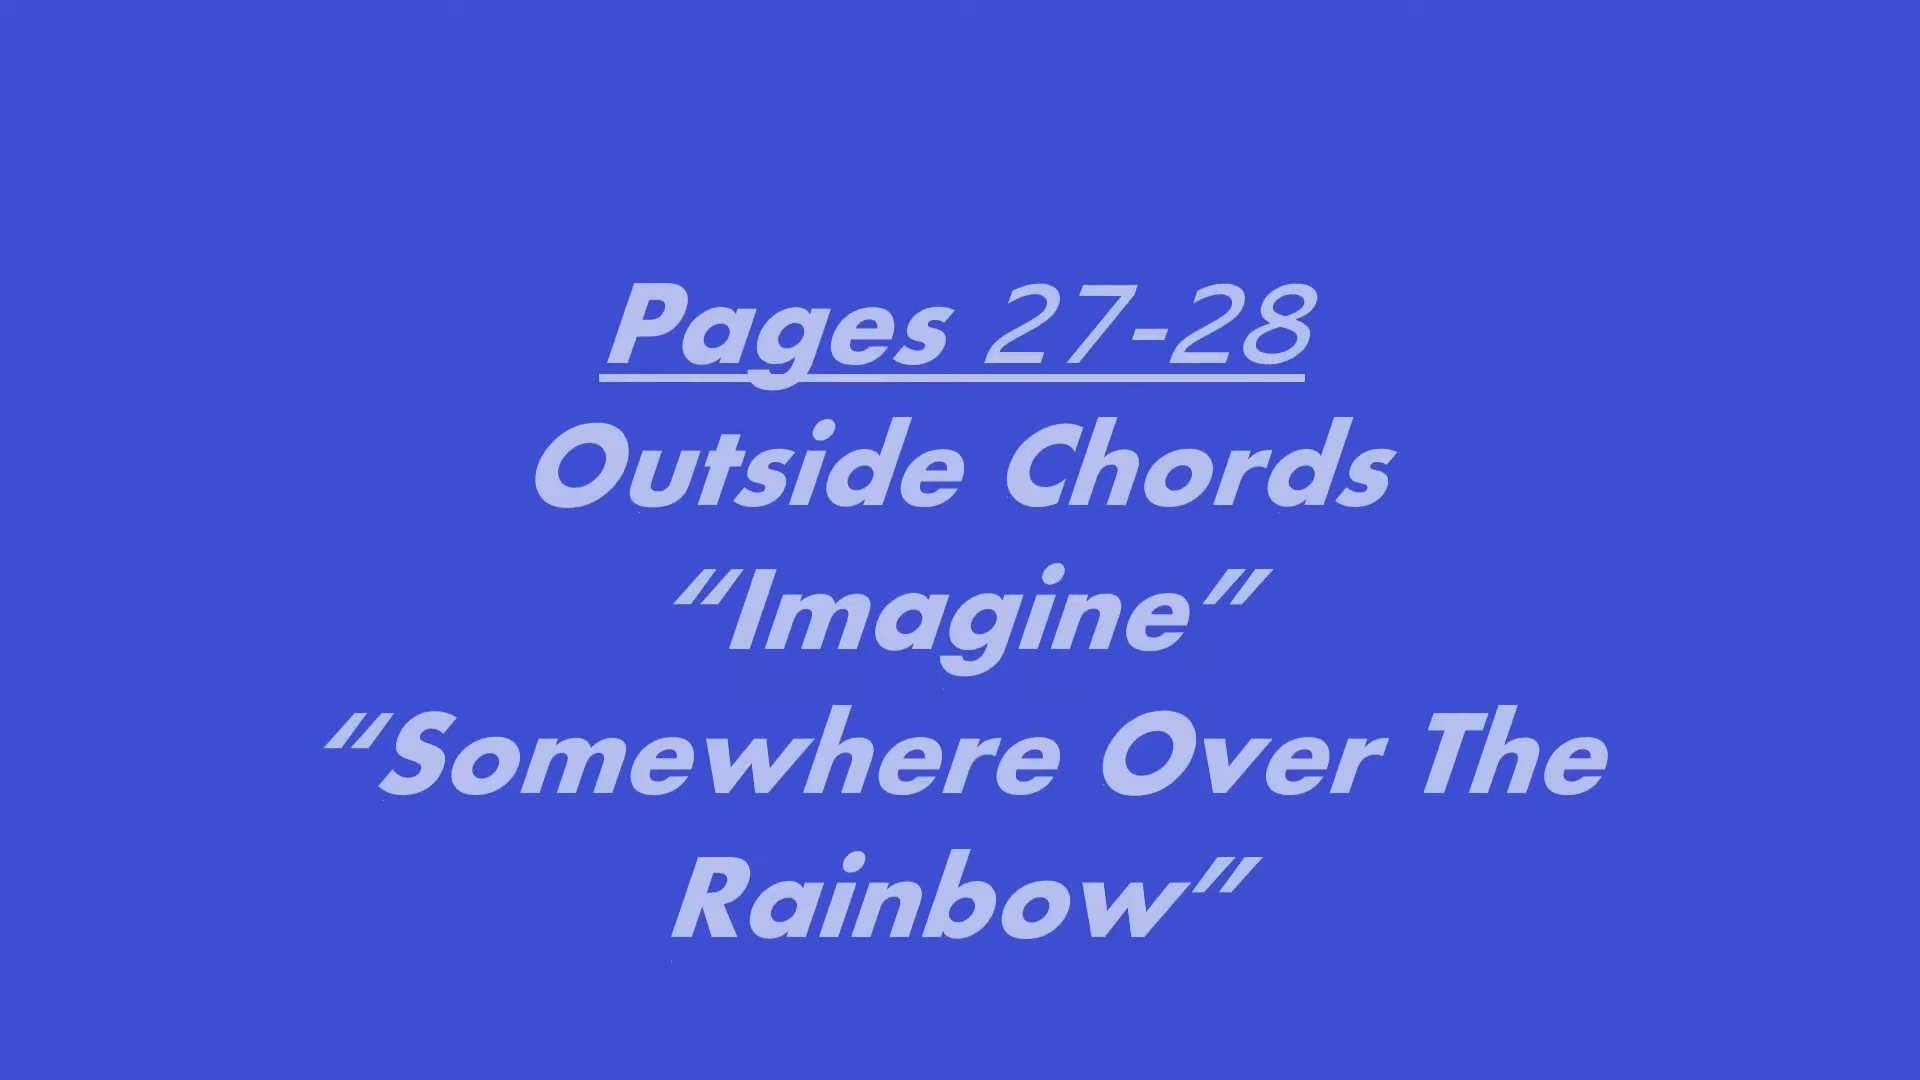 Pages 27-28
Outside Chords
“Imagine”
“Somewhere Over The
Rainbow”